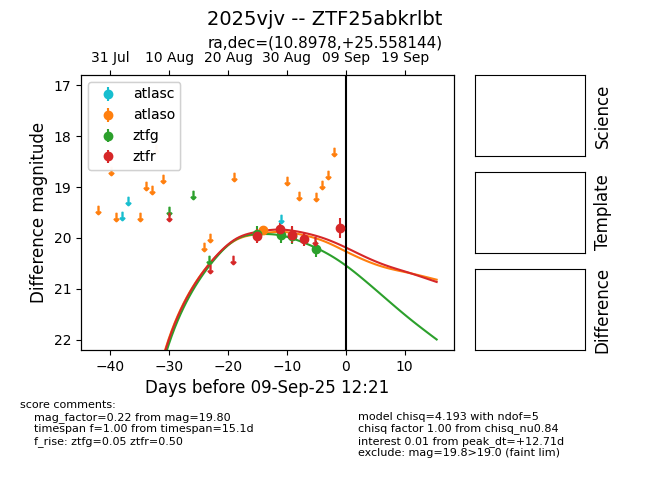 2025vjv -- ZTF25abkrlbt
ra,dec=(10.8978,+25.558144)
31 Jul 10 Aug 20 Aug 30 Aug 09 Sep 19 Sep
17
18
19
20
21
22
Difference magnitude
atlasc
atlaso
ztfg
ztfr
−40 −30 −20 −10 0 10
Days before 09-Sep-25 12:21
Science
Template
Difference
score comments:
mag_factor=0.22 from mag=19.80
timespan f=1.00 from timespan=15.1d
f_rise: ztfg=0.05 ztfr=0.50
model chisq=4.193 with ndof=5
chisq factor 1.00 from chisq_nu0.84
interest 0.01 from peak_dt=+12.71d
exclude: mag=19.8>19.0 (faint lim)